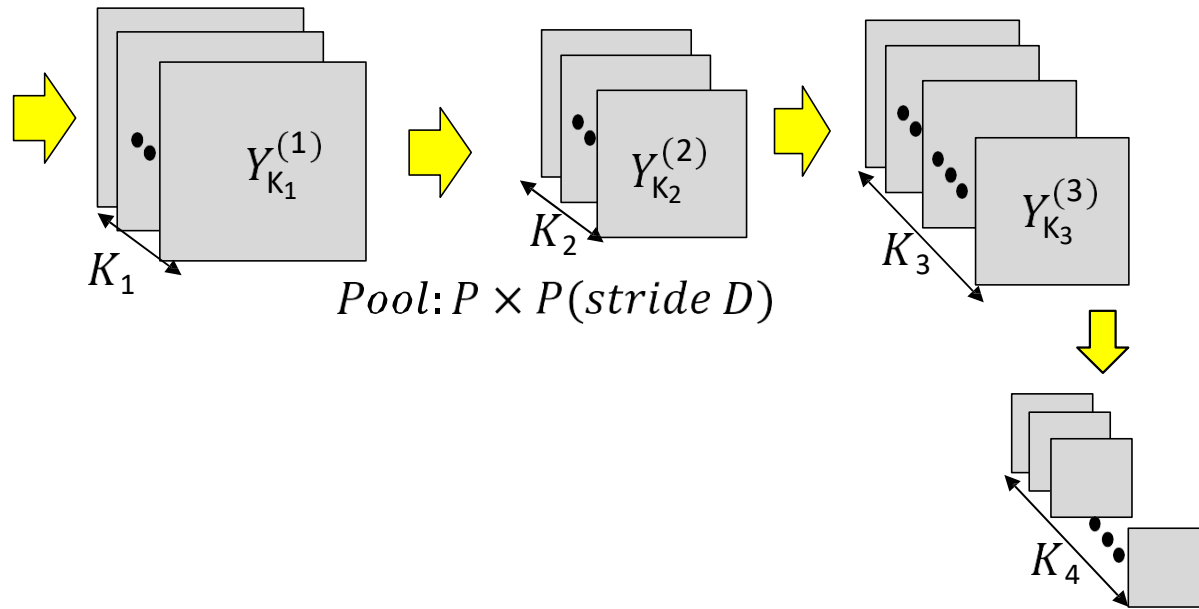 Y_{K_1}^{(1)}
K_1
Y_{K_2}^{(2)}
K_2
Y_{K_3}^{(3)}
K_3
Pool: P × P(stride D)
K_4